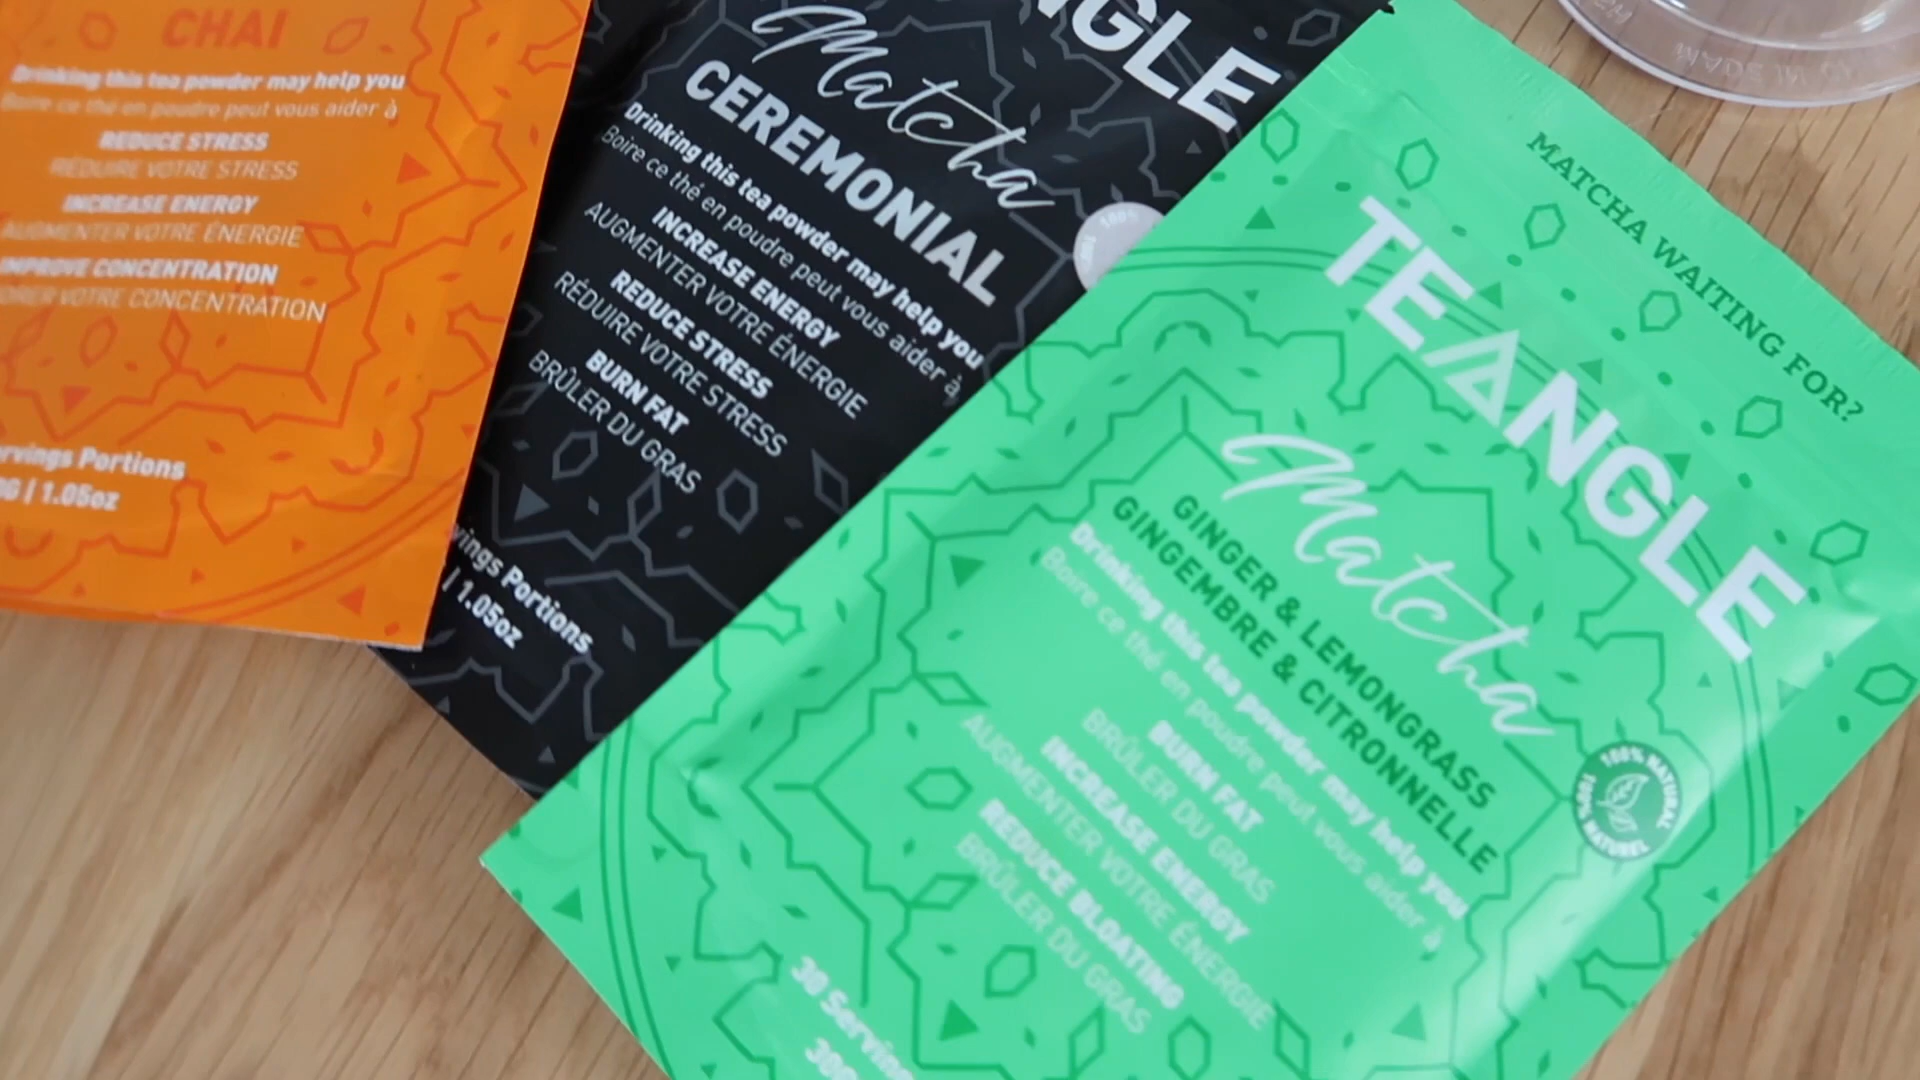 CHAI
Drinking this tea powder may help you
Boire ce thé en poudre peut vous aider à
REDUCE STRESS
RÉDUIRE VOTRE STRESS
INCREASE ENERGY
AUGMENTER VOTRE ÉNERGIE
IMPROVE CONCENTRATION
VOTRE CONCENTRATION
Portions
| 1.05oz
NGLE
Matcha
CEREMONIAL
Drinking this tea powder may help you
Boire ce thé en poudre peut vous aider à
INCREASE ENERGY
AUGMENTER VOTRE ÉNERGIE
REDUCE STRESS
RÉDUIRE VOTRE STRESS
BURN FAT
BRÛLER DU GRAS
Portions
| 1.05oz
100%
MATCHA WAITING FOR?
TEANGLE
Matcha
GINGER & LEMONGRASS
GINGEMBRE & CITRONNELLE
Drinking this tea powder may help you
Boire ce thé en poudre peut vous aider à
BURN FAT
BRÛLER DU GRAS
INCREASE ENERGY
AUGMENTER VOTRE ÉNERGIE
REDUCE BLOATING
BRÛLER DU GRAS
30 Serving
30G
100% NATURAL
100% NATUREL